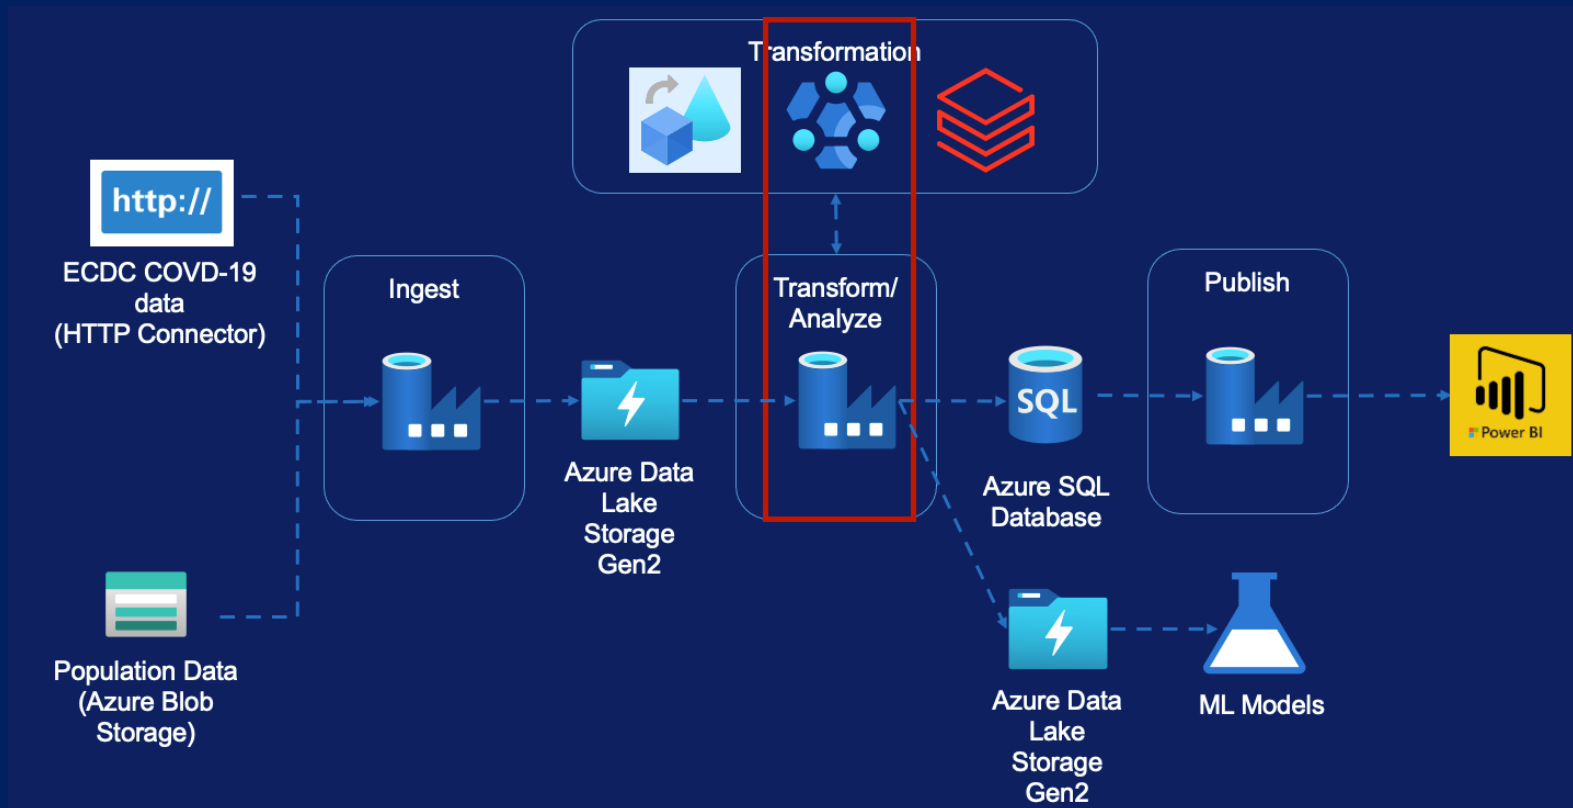 Transformation
http://
ECDC COVD-19
data
(HTTP Connector)
Ingest
Transform/
Analyze
Publish
SQL
Power BI
Azure Data
Lake
Storage
Gen2
Azure SQL
Database
Population Data
(Azure Blob
Storage)
Azure Data
Lake
Storage
Gen2
ML Models